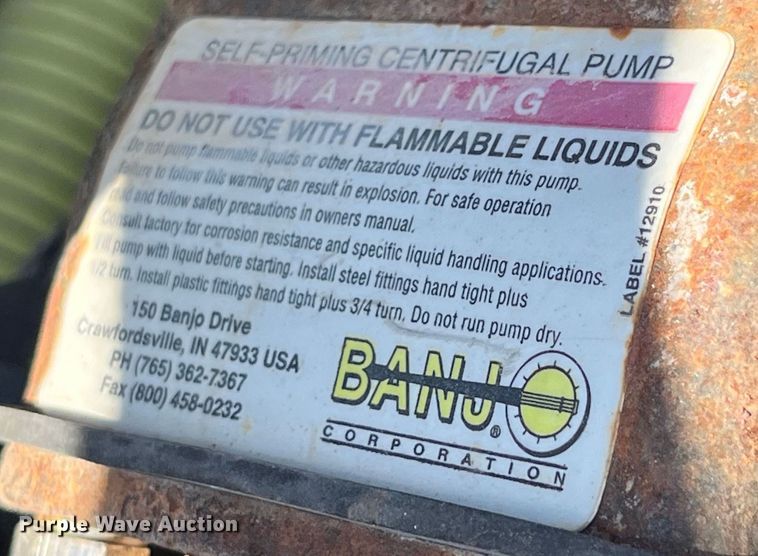 SELF-PRIMING CENTRIFUGAL PUMP
WARNING
DO NOT USE WITH FLAMMABLE LIQUIDS
Do not pump flammable liquids or other hazardous liquids with this pump.
Failure to follow this warning can result in explosion. For safe operation
read and follow safety precautions in owners manual.
Consult factory for corrosion resistance and specific liquid handling applications.
Fill pump with liquid before starting. Install steel fittings hand tight plus
1/2 turn. Install plastic fittings hand tight plus 3/4 turn. Do not run pump dry.
150 Banjo Drive
Crawfordsville, IN 47933 USA
PH (765) 362-7367
Fax (800) 458-0232
BANJO®
CORPORATION
LABEL #12910
Purple Wave Auction